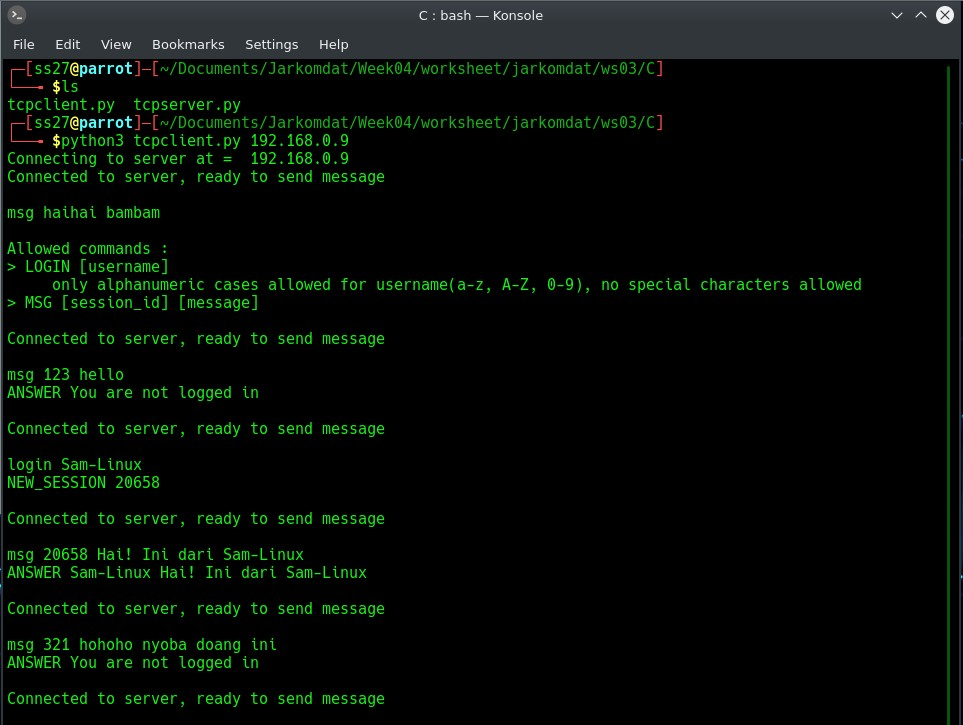 C : bash — Konsole
File Edit View Bookmarks Settings Help
┌─[ss27@parrot]─[~/Documents/Jarkomdat/Week04/worksheet/jarkomdat/ws03/C]
└──╼ $ls
tcpclient.py  tcpserver.py
┌─[ss27@parrot]─[~/Documents/Jarkomdat/Week04/worksheet/jarkomdat/ws03/C]
└──╼ $python3 tcpclient.py 192.168.0.9
Connecting to server at =  192.168.0.9
Connected to server, ready to send message
msg haihai bambam
Allowed commands :
> LOGIN [username]
     only alphanumeric cases allowed for username(a-z, A-Z, 0-9), no special characters allowed
> MSG [session_id] [message]
Connected to server, ready to send message
msg 123 hello
ANSWER You are not logged in
Connected to server, ready to send message
login Sam-Linux
NEW_SESSION 20658
Connected to server, ready to send message
msg 20658 Hai! Ini dari Sam-Linux
ANSWER Sam-Linux Hai! Ini dari Sam-Linux
Connected to server, ready to send message
msg 321 hohoho nyoba doang ini
ANSWER You are not logged in
Connected to server, ready to send message